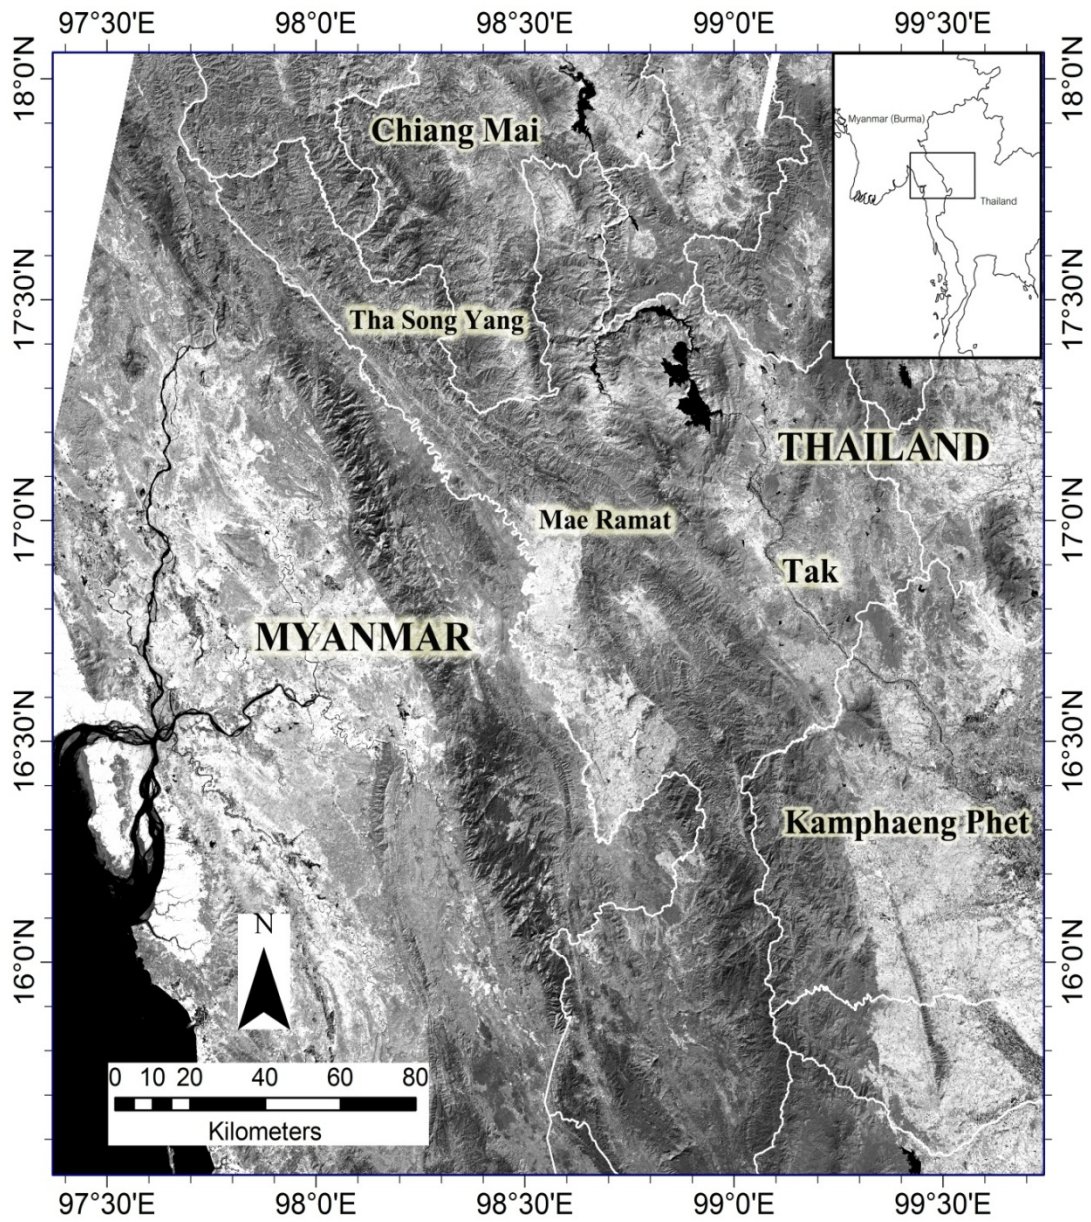 97°30'E 98°0'E 98°30'E 99°0'E 99°30'E
18°0'N 18°0'N
Myanmar (Burma)
Thailand
Chiang Mai
17°30'N 17°30'N
Tha Song Yang
THAILAND
17°0'N 17°0'N
Mae Ramat
Tak
MYANMAR
16°30'N 16°30'N
Kamphaeng Phet
N
16°0'N 16°0'N
0 10 20 40 60 80
Kilometers
97°30'E 98°0'E 98°30'E 99°0'E 99°30'E